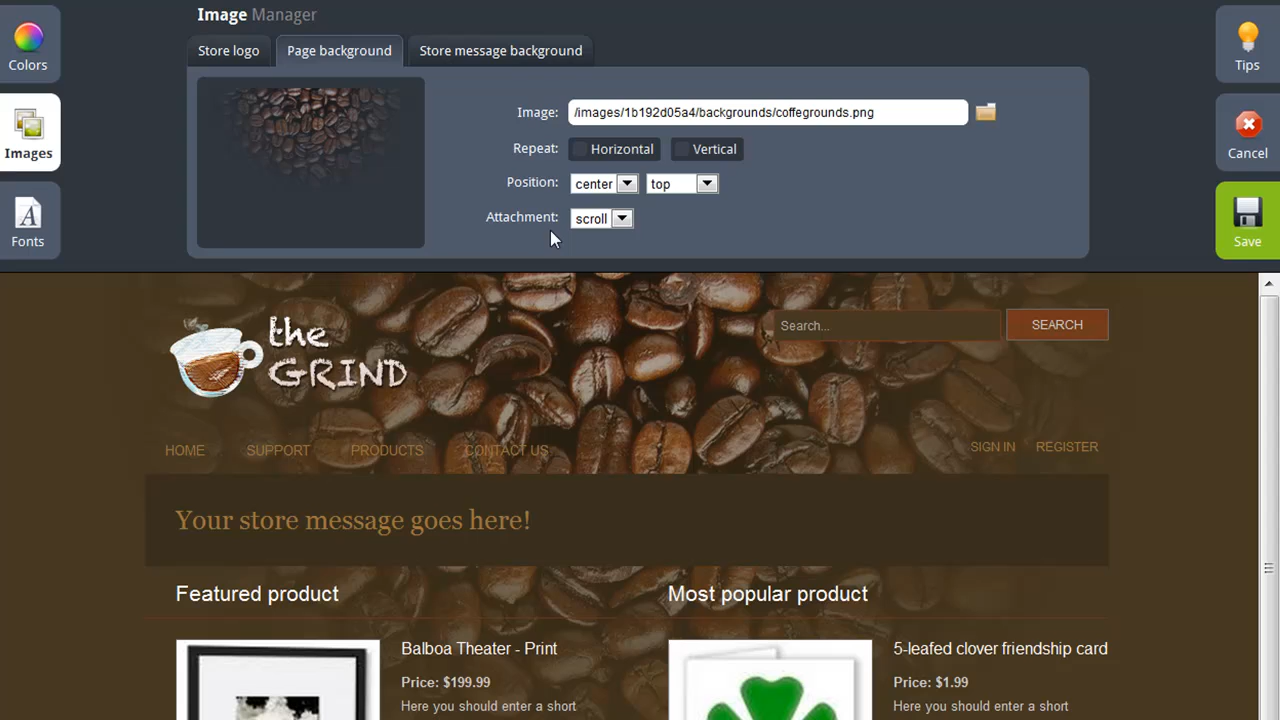 Image Manager
Store logo
Page background
Store message background
Colors
Images
A
Fonts
Tips
Cancel
Save
Image: /images/1b192d05a4/backgrounds/coffegrounds.png
Repeat: Horizontal Vertical
Position: center top
Attachment: scroll
the
GRIND
Search...
SEARCH
HOME SUPPORT PRODUCTS CONTACT US
SIGN IN REGISTER
Your store message goes here!
Featured product
Balboa Theater - Print
Price: $199.99
Here you should enter a short
Most popular product
5-leafed clover friendship card
Price: $1.99
Here you should enter a short